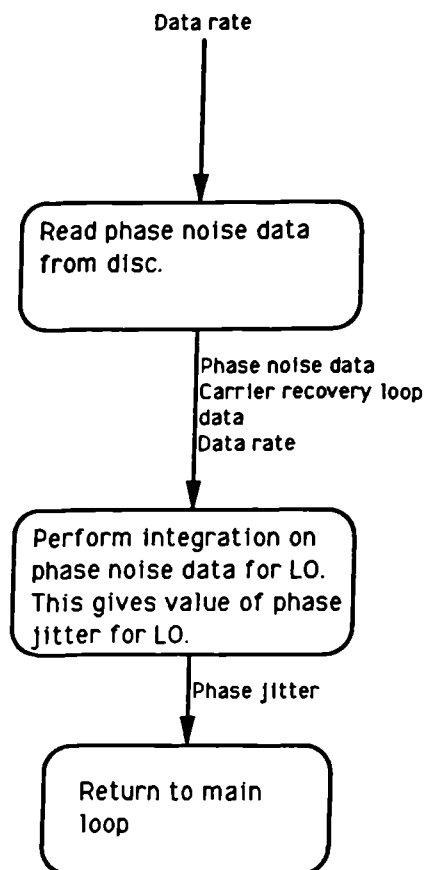 Data rate
Read phase noise data
from disc.
Phase noise data
Carrier recovery loop
data
Data rate
Perform integration on
phase noise data for LO.
This gives value of phase
jitter for LO.
Phase jitter
Return to main
loop